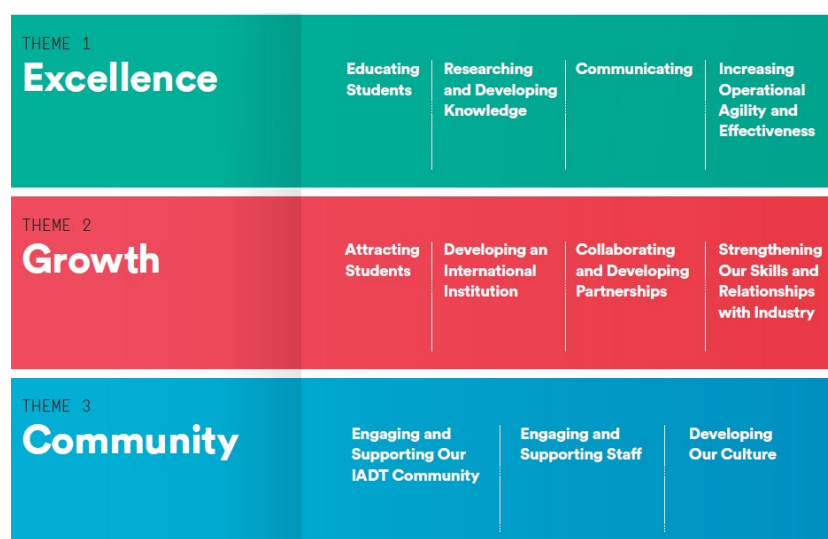 THEME 1
Excellence
Educating
Students
Researching
and Developing
Knowledge
Communicating
Increasing
Operational
Agility and
Effectiveness
THEME 2
Growth
Attracting
Students
Developing an
International
Institution
Collaborating
and Developing
Partnerships
Strengthening
Our Skills and
Relationships
with Industry
THEME 3
Community
Engaging and
Supporting Our
IADT Community
Engaging and
Supporting Staff
Developing
Our Culture